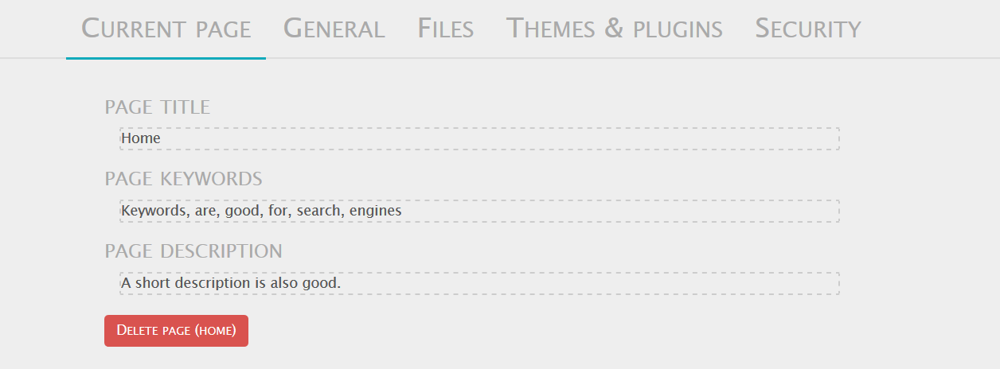 Current page General Files Themes & plugins Security
PAGE TITLE
Home
PAGE KEYWORDS
Keywords, are, good, for, search, engines
PAGE DESCRIPTION
A short description is also good.
Delete page (home)